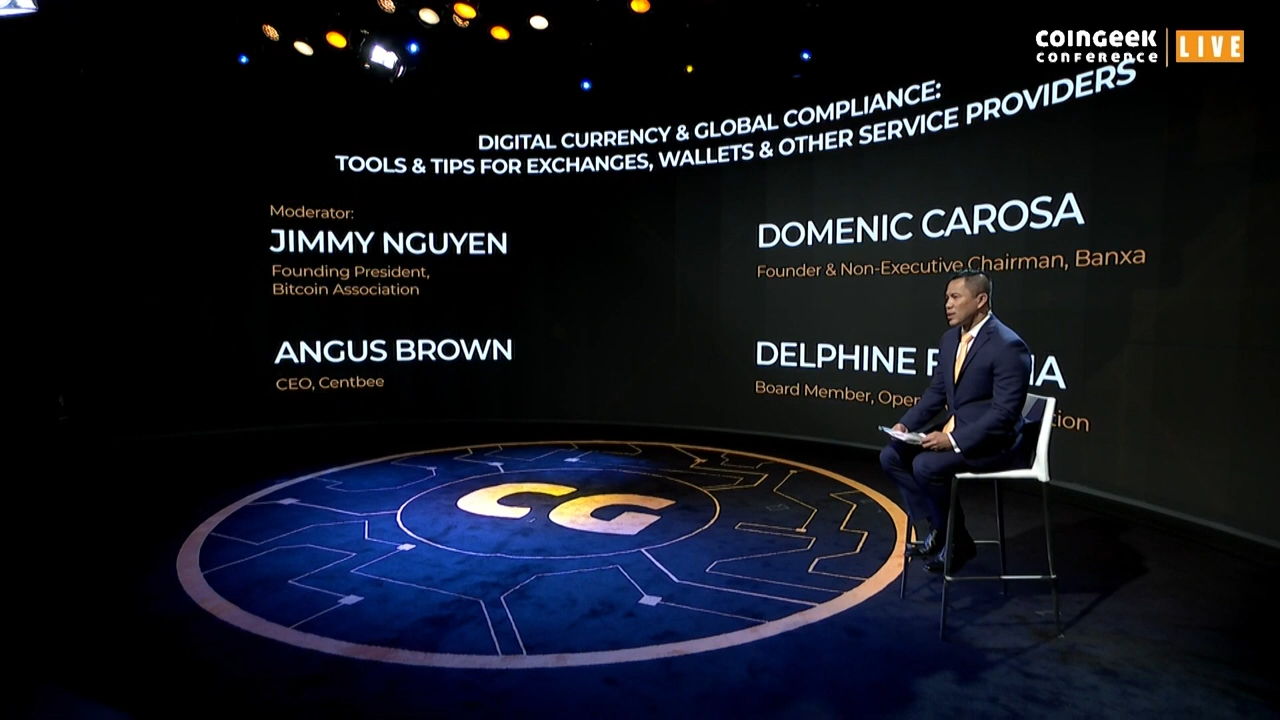 COINGEEK
CONFERENCE
LIVE
DIGITAL CURRENCY & GLOBAL COMPLIANCE:
TOOLS & TIPS FOR EXCHANGES, WALLETS & OTHER SERVICE PROVIDERS
Moderator:
JIMMY NGUYEN
Founding President,
Bitcoin Association
ANGUS BROWN
CEO, Centbee
DOMENIC CAROSA
Founder & Non-Executive Chairman, Banxa
DELPHINE
Board Member,
CG